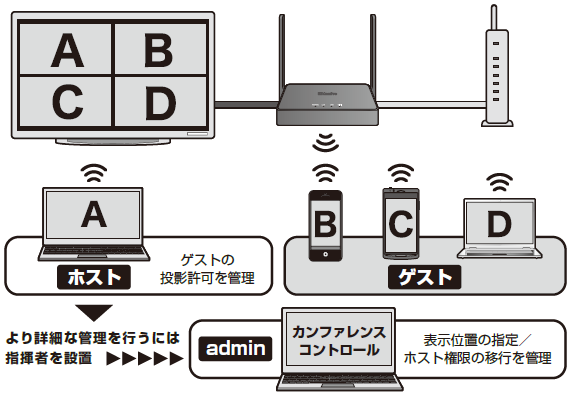 A B
C D
A
B
C
D
ホスト
ゲストの
投影許可を管理
ゲスト
より詳細な管理を行うには
指揮者を設置 ▶▶▶▶▶
admin
カンファレンス
コントロール
表示位置の指定／
ホスト権限の移行を管理